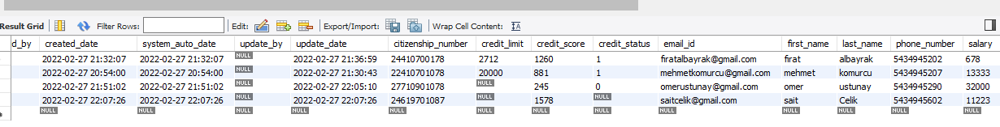 Result Grid Filter Rows: Edit: Export/Import: Wrap Cell Content: IA
d_by created_date system_auto_date update_by update_date citizenship_number credit_limit credit_score credit_status email_id first_name last_name phone_number salary
2022-02-27 21:32:07 2022-02-27 21:32:07 NULL 2022-02-27 21:36:59 24410700178 2712 1260 1 firatalbayrak@gmail.com firat albayrak 5434945202 678
2022-02-27 20:54:00 2022-02-27 20:54:00 NULL 2022-02-27 21:30:43 22410701078 20000 881 1 mehmetkomurcu@gmail.com mehmet komurcu 5434945207 13333
2022-02-27 21:51:02 2022-02-27 21:51:02 NULL 2022-02-27 22:05:10 27710901078 NULL 245 0 omerustunay@gmail.com omer ustunay 5434945290 32000
2022-02-27 22:07:26 2022-02-27 22:07:26 NULL 2022-02-27 22:07:26 24619701087 NULL 1578 NULL saitcelik@gmail.com sait Celik 5434945602 11223
NULL NULL NULL NULL NULL NULL NULL NULL NULL NULL NULL NULL NULL NULL